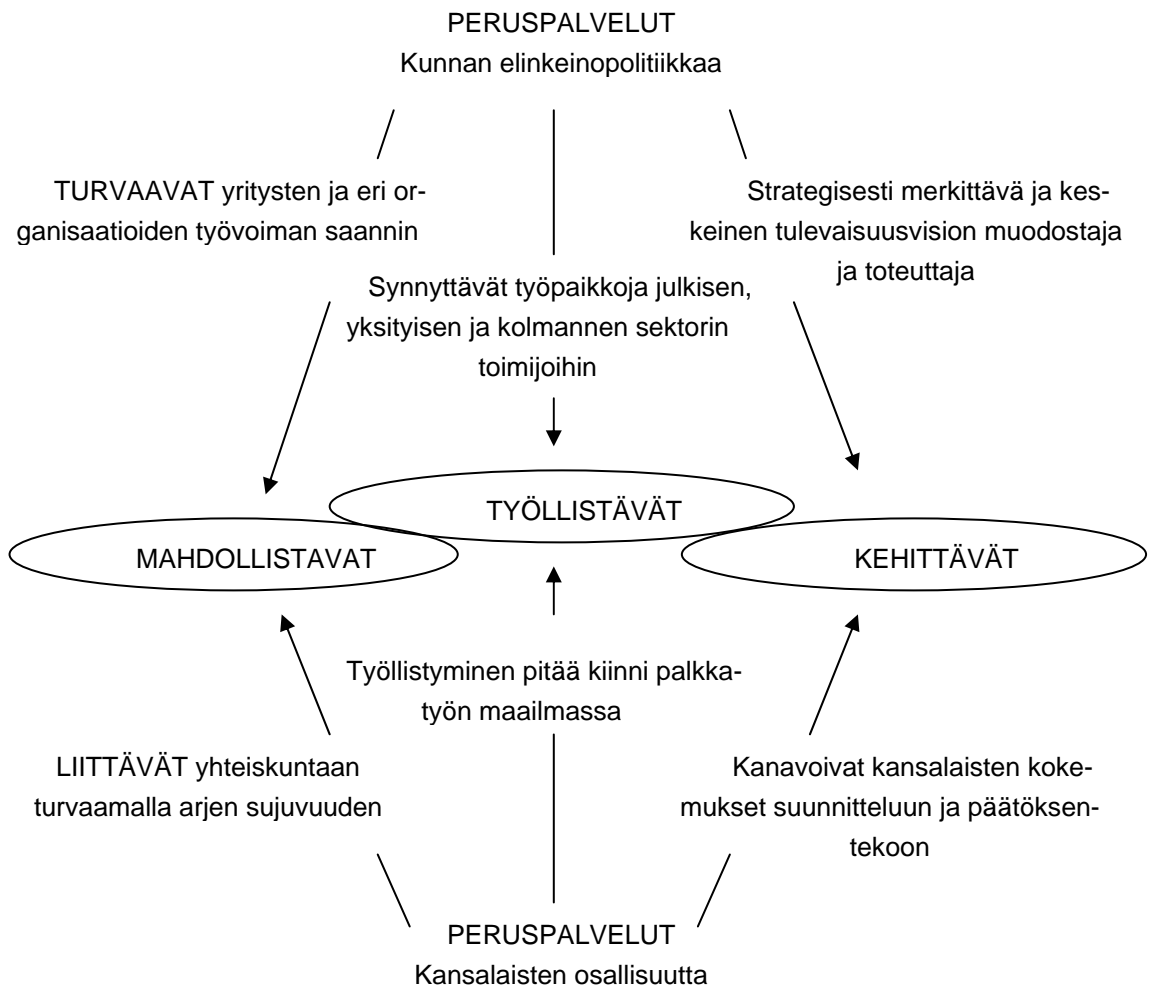 PERUSPALVELUT
Kunnan elinkeinopolitiikkaa
TURVAAVAT yritysten ja eri or-
ganisaatioiden työvoiman saannin
Strategisesti merkittävä ja kes-
keinen tulevaisuusvision muodostaja
ja toteuttaja
Synnyttävät työpaikkoja julkisen,
yksityisen ja kolmannen sektorin
toimijoihin
TYÖLLISTÄVÄT
MAHDOLLISTAVAT
KEHITTÄVÄT
Työllistyminen pitää kiinni palkka-
työn maailmassa
LIITTÄVÄT yhteiskuntaan
turvaamalla arjen sujuvuuden
Kanavoivat kansalaisten koke-
mukset suunnitteluun ja päätöksen-
tekoon
PERUSPALVELUT
Kansalaisten osallisuutta